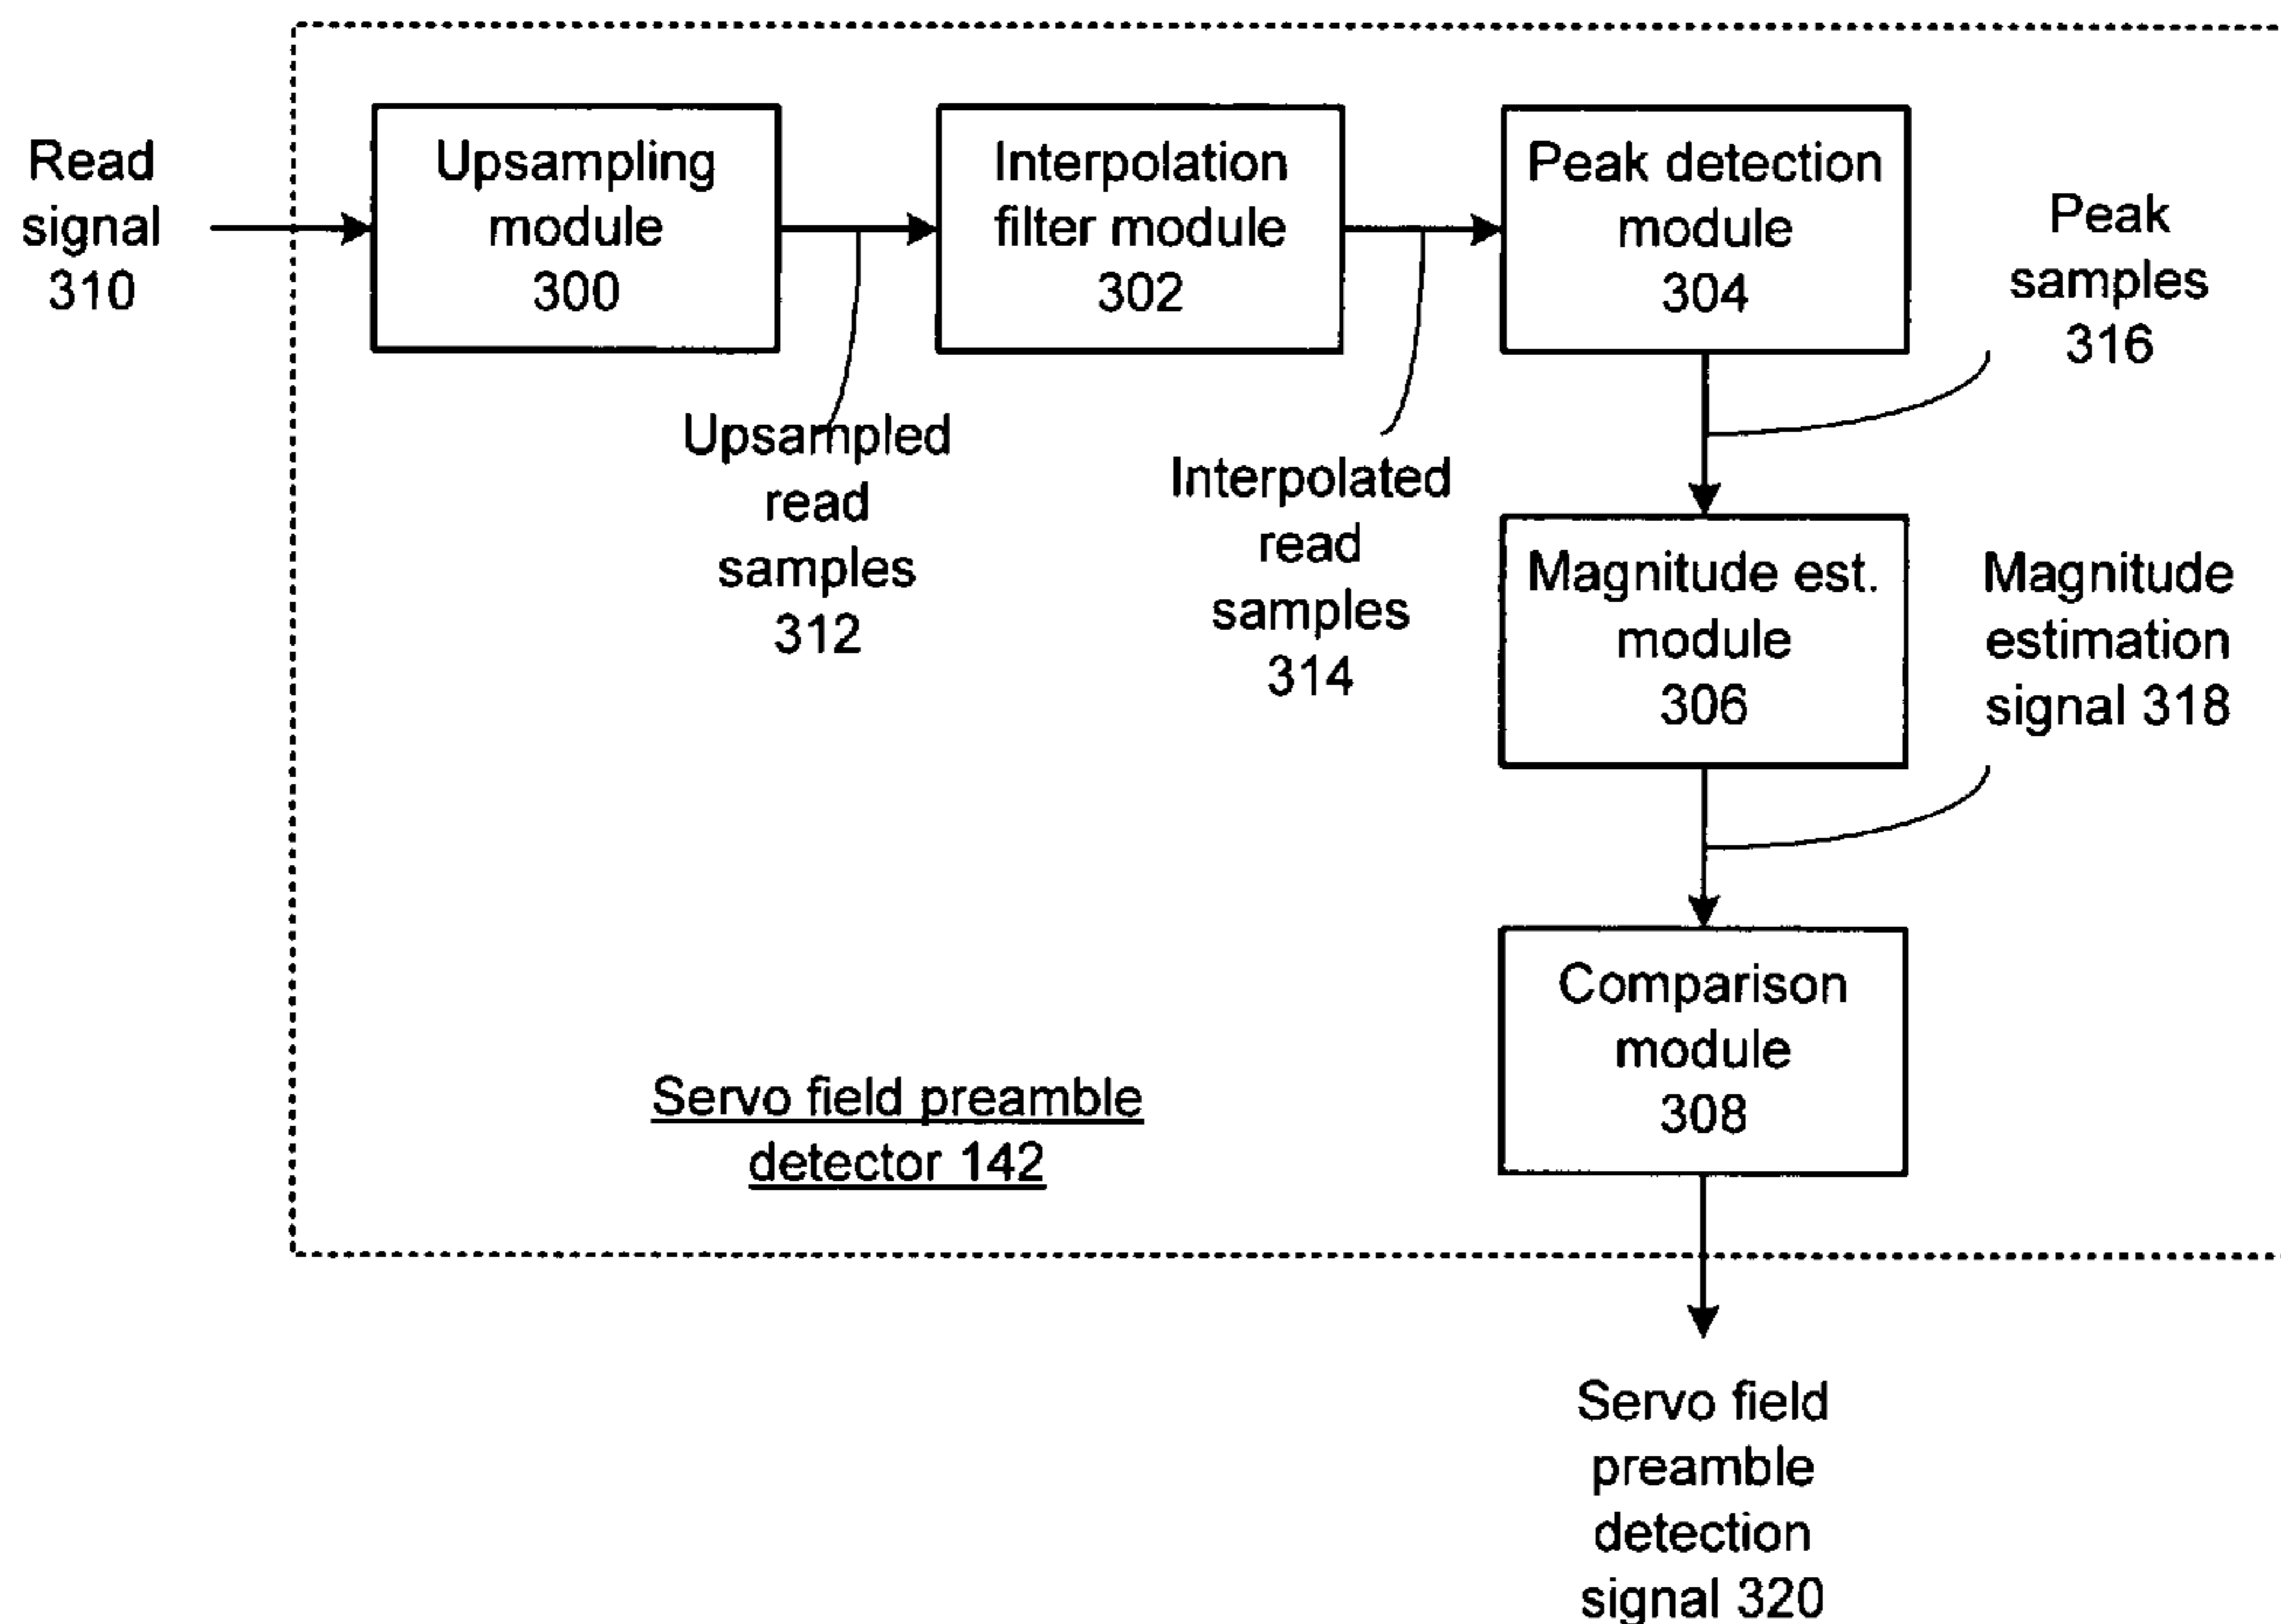 Read
signal
310
Upsampling
module
300
Interpolation
filter module
302
Peak detection
module
304
Peak
samples
316
Upsampled
read
samples
312
Interpolated
read
samples
314
Magnitude est.
module
306
Magnitude
estimation
signal 318
Comparison
module
308
Servo field preamble
detector 142
Servo field
preamble
detection
signal 320